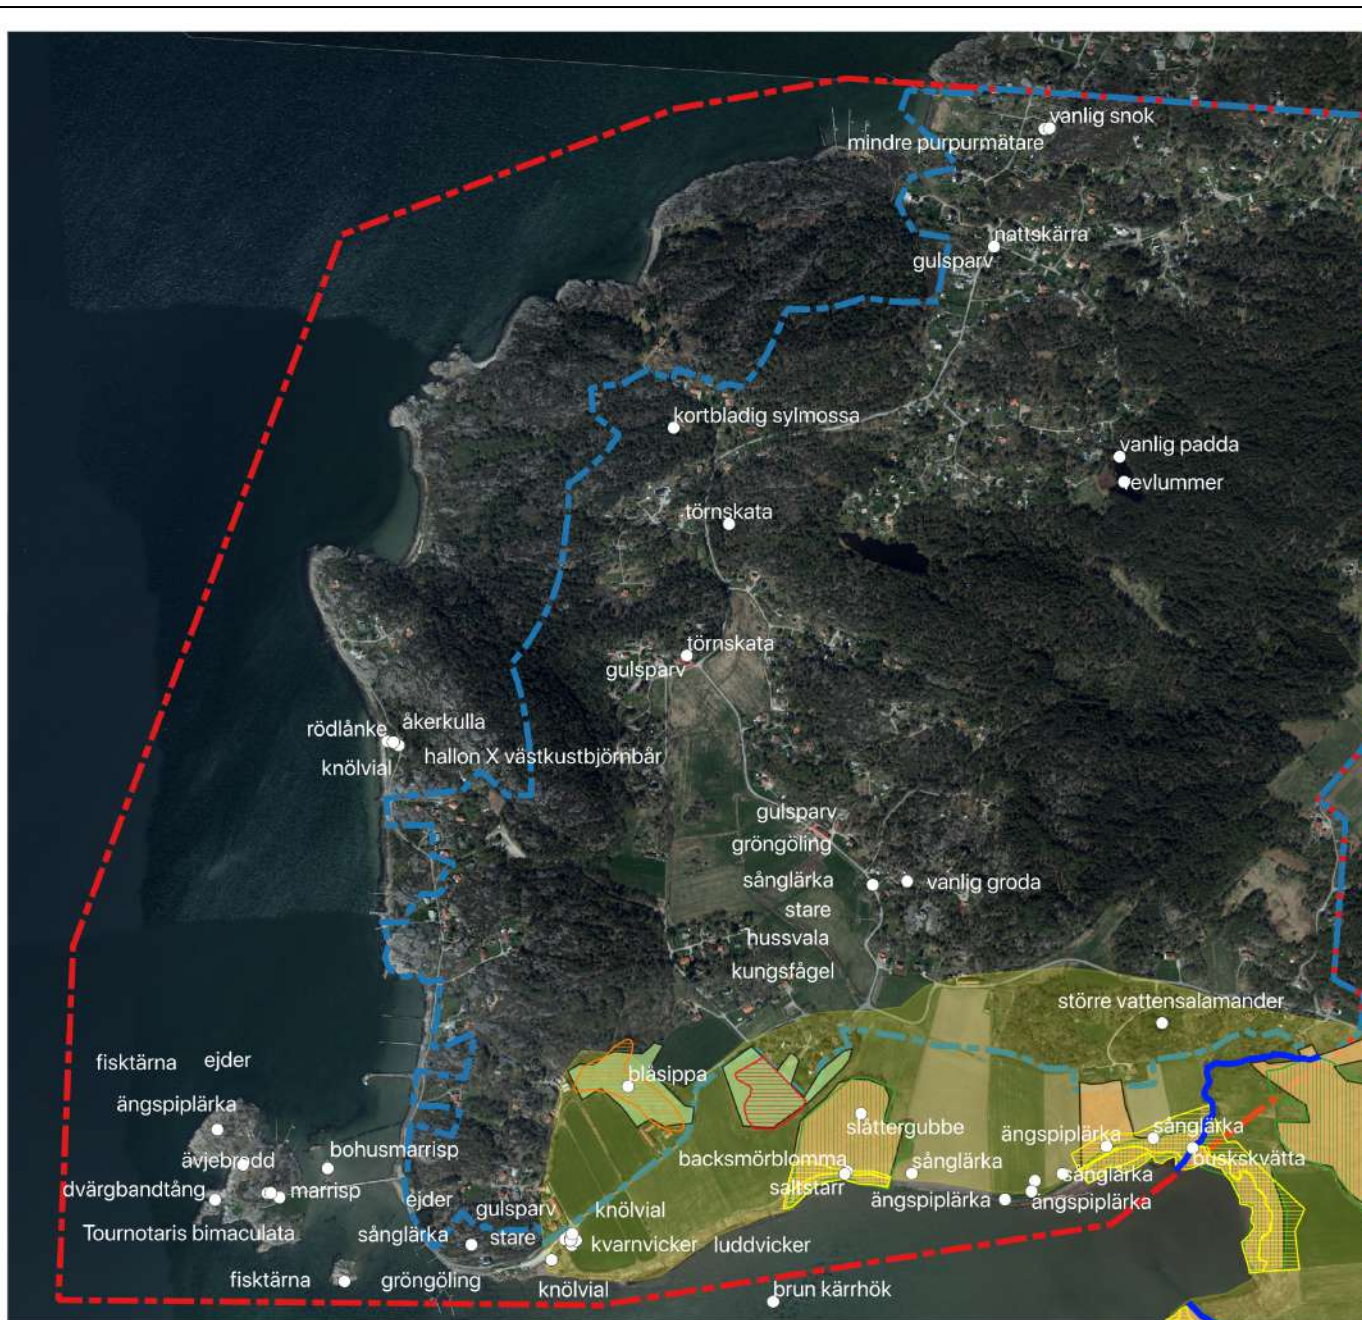 vanlig snok
mindre purpurmätare
nattskärra
gulsparv
kortbladig sylmossa
vanlig padda
revlummer
törnskata
törnskata
gulsparv
rödlånke
åkerkulla
knölvial
hallon X västkustbjörnbär
gulsparv
gröngöling
sånglärka
vanlig groda
stare
hussvala
kungsfågel
större vattensalamander
fisktärna
ejder
blåsippa
ängspiplärka
slåttergubbe
ängspiplärka
sånglärka
bohusmarrisp
ävjebrodd
backsmörblomma
sånglärka
sånglärka
buskskvätta
dvärgbandtång
marrisp
saltstarr
ängspiplärka
ängspiplärka
ejder
gulsparv
knölvial
Tournotaris bimaculata
sånglärka
stare
kvarnvicker
luddvicker
fisktärna
gröngöling
knölvial
brun kärrhök